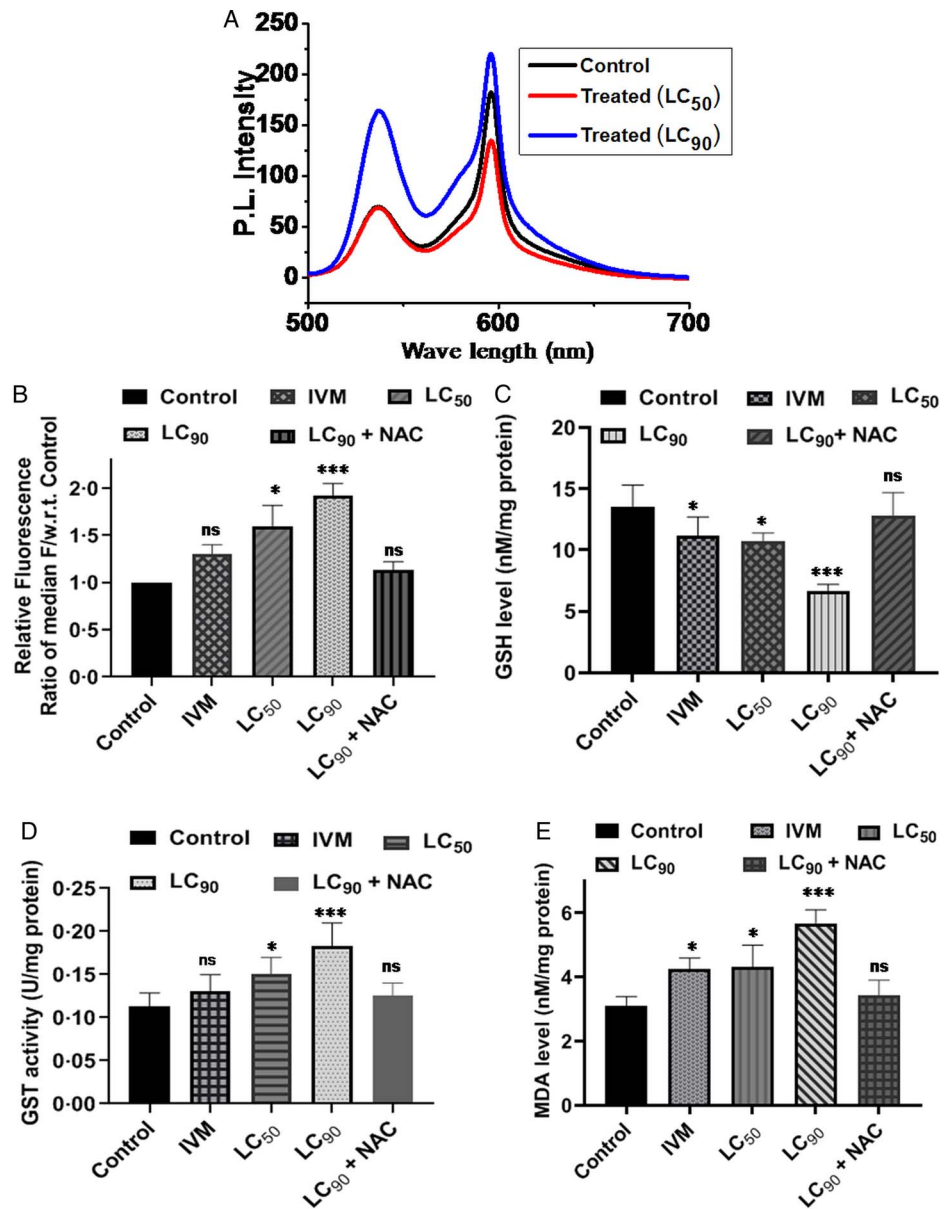 A
250
200
150
100
50
0
P.L. Intensity
Control
Treated (LC50)
Treated (LC90)
500
600
700
Wave length (nm)
B
Control
IVM
LC50
LC90
LC90 + NAC
Relative Fluorescence
Ratio of median F/w.r.t. Control
2·0
1·5
1·0
0·5
0·0
ns
*
***
ns
Control
IVM
LC50
LC90
LC90 + NAC
C
Control
IVM
LC50
LC90
LC90+ NAC
GSH level (nM/mg protein)
20
15
10
5
0
*
*
***
ns
Control
IVM
LC50
LC90
LC90+ NAC
D
Control
IVM
LC50
LC90
LC90 + NAC
GST activity (U/mg protein)
0·25
0·20
0·15
0·10
0·05
0·00
ns
*
***
ns
Control
IVM
LC50
LC90
LC90 + NAC
E
Control
IVM
LC50
LC90
LC90 + NAC
MDA level (nM/mg protein)
6
4
2
0
*
*
***
ns
Control
IVM
LC50
LC90
LC90 + NAC